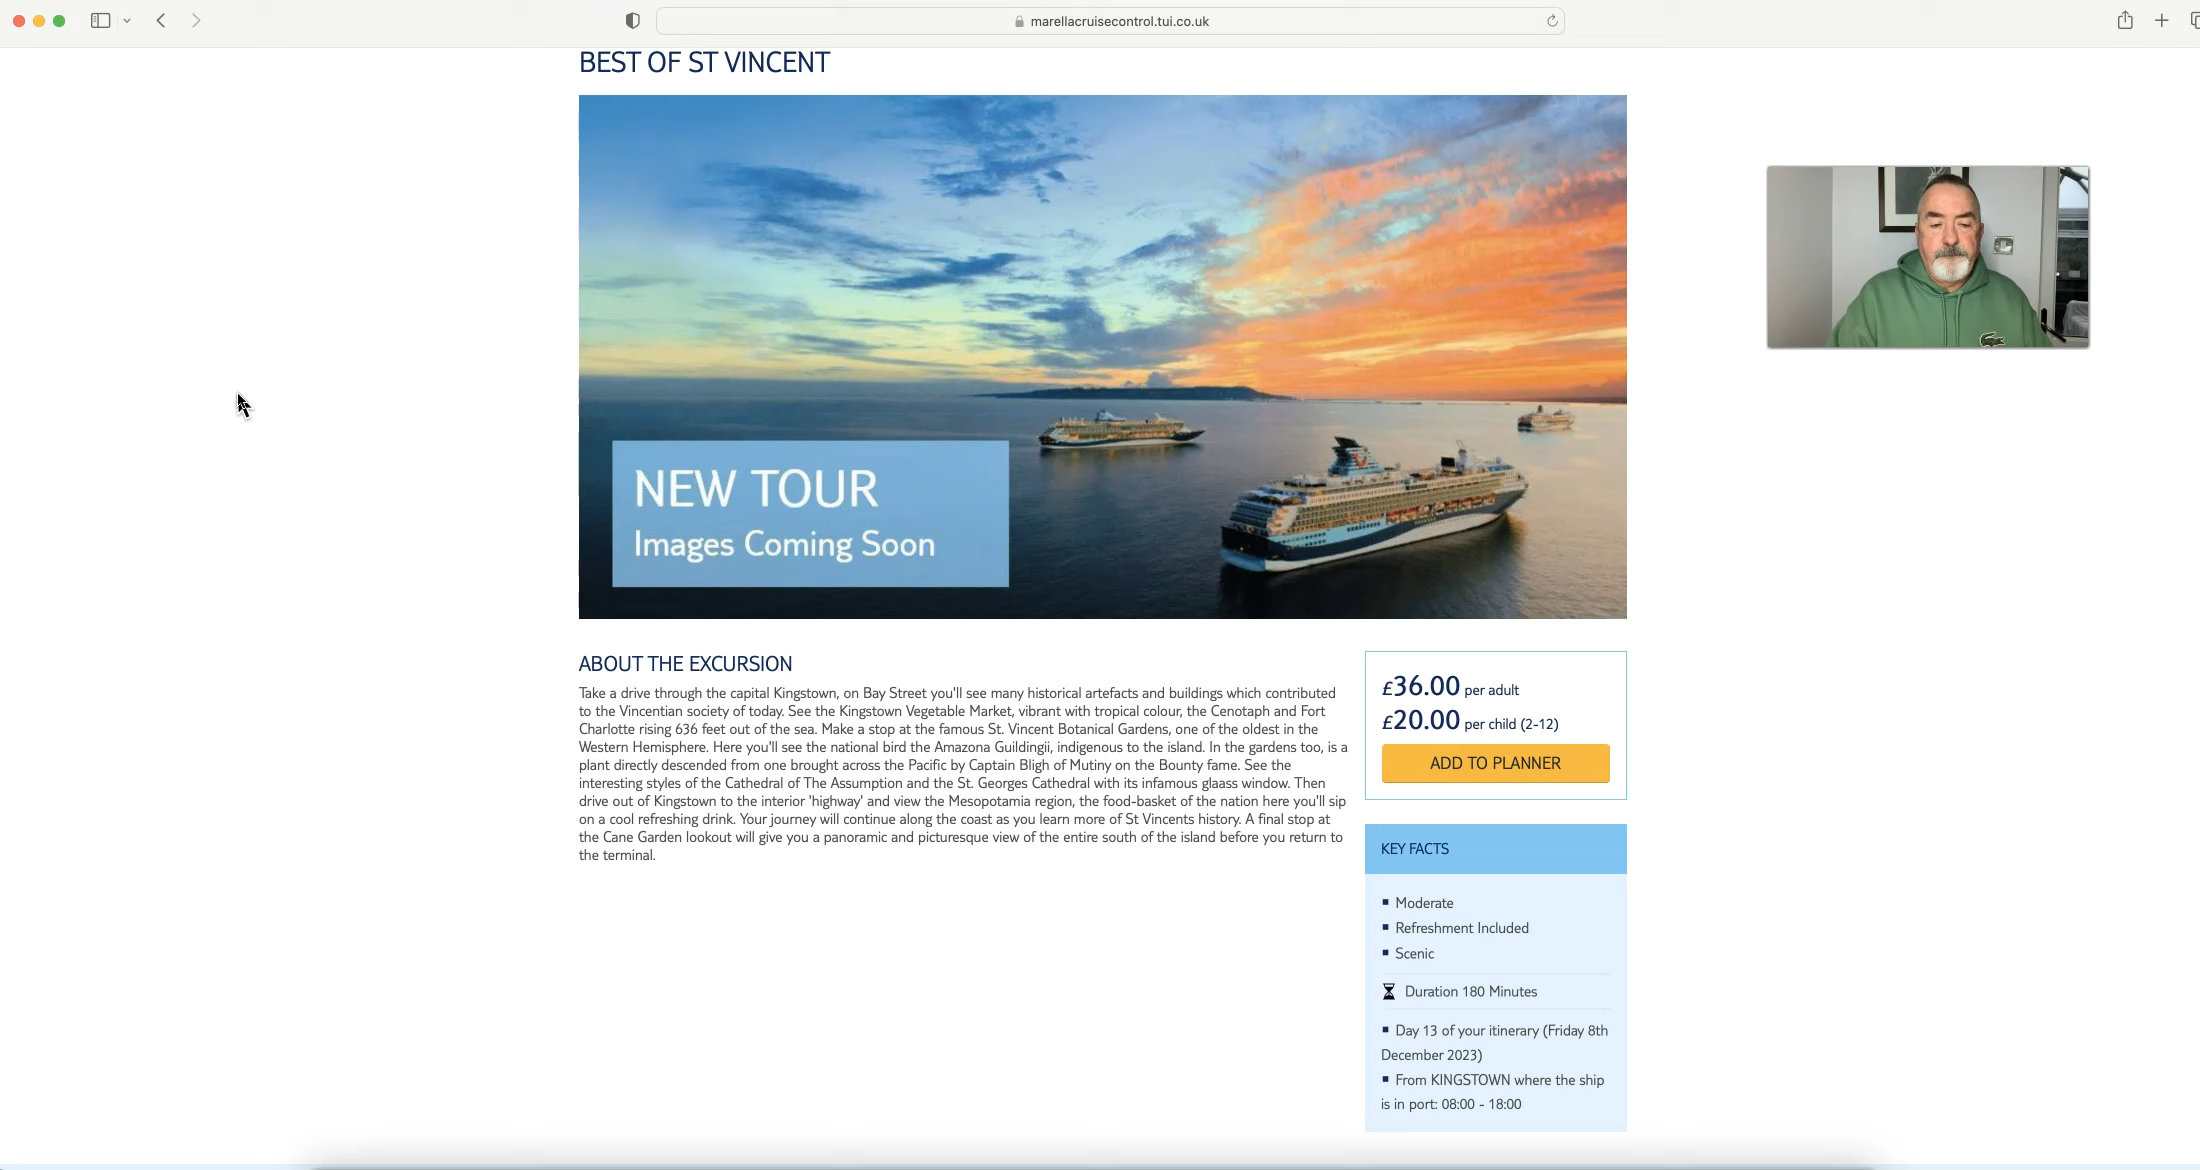 marellacruisecontrol.tui.co.uk
BEST OF ST VINCENT
NEW TOUR
Images Coming Soon
ABOUT THE EXCURSION
Take a drive through the capital Kingstown, on Bay Street you'll see many historical artefacts and buildings which contributed
to the Vincentian society of today. See the Kingstown Vegetable Market, vibrant with tropical colour, the Cenotaph and Fort
Charlotte rising 636 feet out of the sea. Make a stop at the famous St. Vincent Botanical Gardens, one of the oldest in the
Western Hemisphere. Here you'll see the national bird the Amazona Guildingii, indigenous to the island. In the gardens too, is a
plant directly descended from one brought across the Pacific by Captain Bligh of Mutiny on the Bounty fame. See the
interesting styles of the Cathedral of The Assumption and the St. Georges Cathedral with its infamous glaass window. Then
drive out of Kingstown to the interior 'highway' and view the Mesopotamia region, the food-basket of the nation here you'll sip
on a cool refreshing drink. Your journey will continue along the coast as you learn more of St Vincents history. A final stop at
the Cane Garden lookout will give you a panoramic and picturesque view of the entire south of the island before you return to
the terminal.
£36.00 per adult
£20.00 per child (2-12)
ADD TO PLANNER
KEY FACTS
Moderate
Refreshment Included
Scenic
Duration 180 Minutes
Day 13 of your itinerary (Friday 8th
December 2023)
From KINGSTOWN where the ship
is in port: 08:00 - 18:00